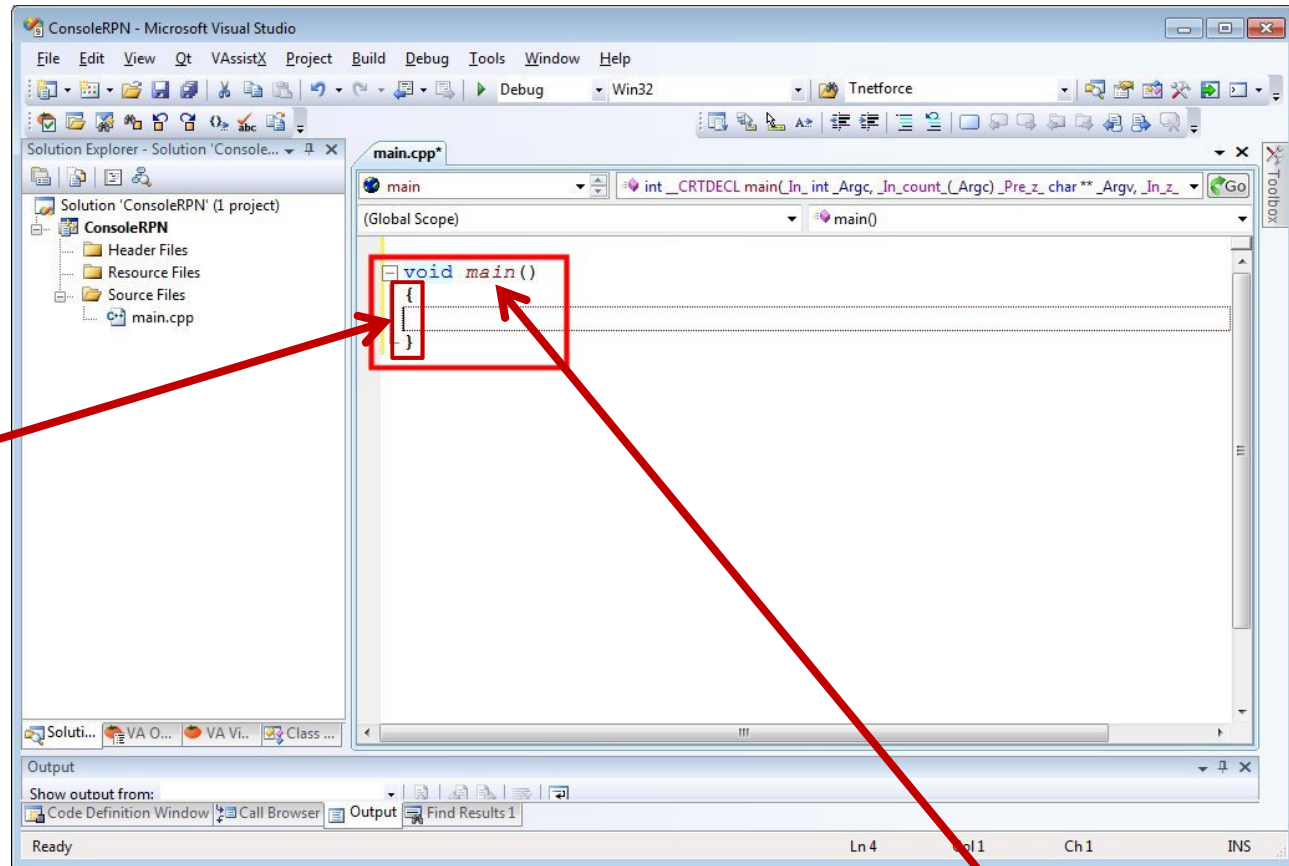 ConsoleRPN - Microsoft Visual Studio
File Edit View Qt VAssistX Project Build Debug Tools Window Help
Debug Win32 Tnetforce
abc A
Solution Explorer - Solution 'Console...
main.cpp*
Toolbox
main
int __CRTDECL main(_In_ int _Argc, _In_count_(_Argc) _Pre_z_ char ** _Argv, _In_z_
Go
Solution 'ConsoleRPN' (1 project)
ConsoleRPN
Header Files
Resource Files
Source Files
main.cpp
(Global Scope)
main()
void main()
{
}
Soluti... VA O... VA Vi.. Class ...
Output
Show output from:
Code Definition Window Call Browser Output Find Results 1
Ready Ln 4 Col 1 Ch 1 INS